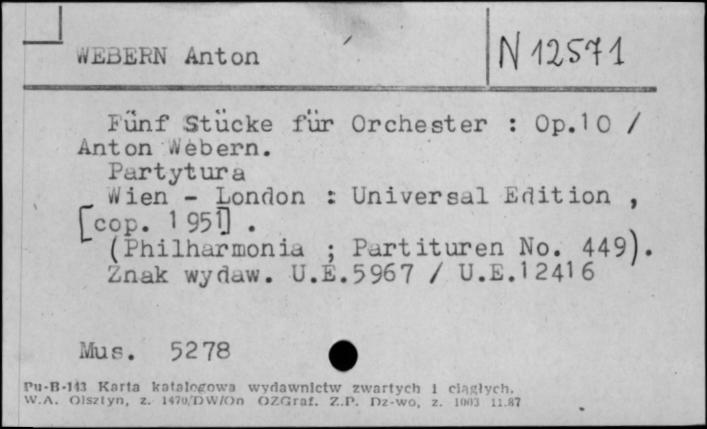 WEBERN Anton
N 12571
Fünf Stücke für Orchester : Op.10 /
Anton Webern.
Partytura
Wien - London : Universal Edition ,
[cop. 1951] .
(Philharmonia ; Partituren No. 449).
Znak wydaw. U.E.5967 / U.E.12416
Mus. 5278
Pu-B-143 Karta katalogowa wydawnictw zwartych i ciągłych.
W.A. Olsztyn, z. 1470/DW/On OZGraf. Z.P. Dz-wo, z. 1003 11.87